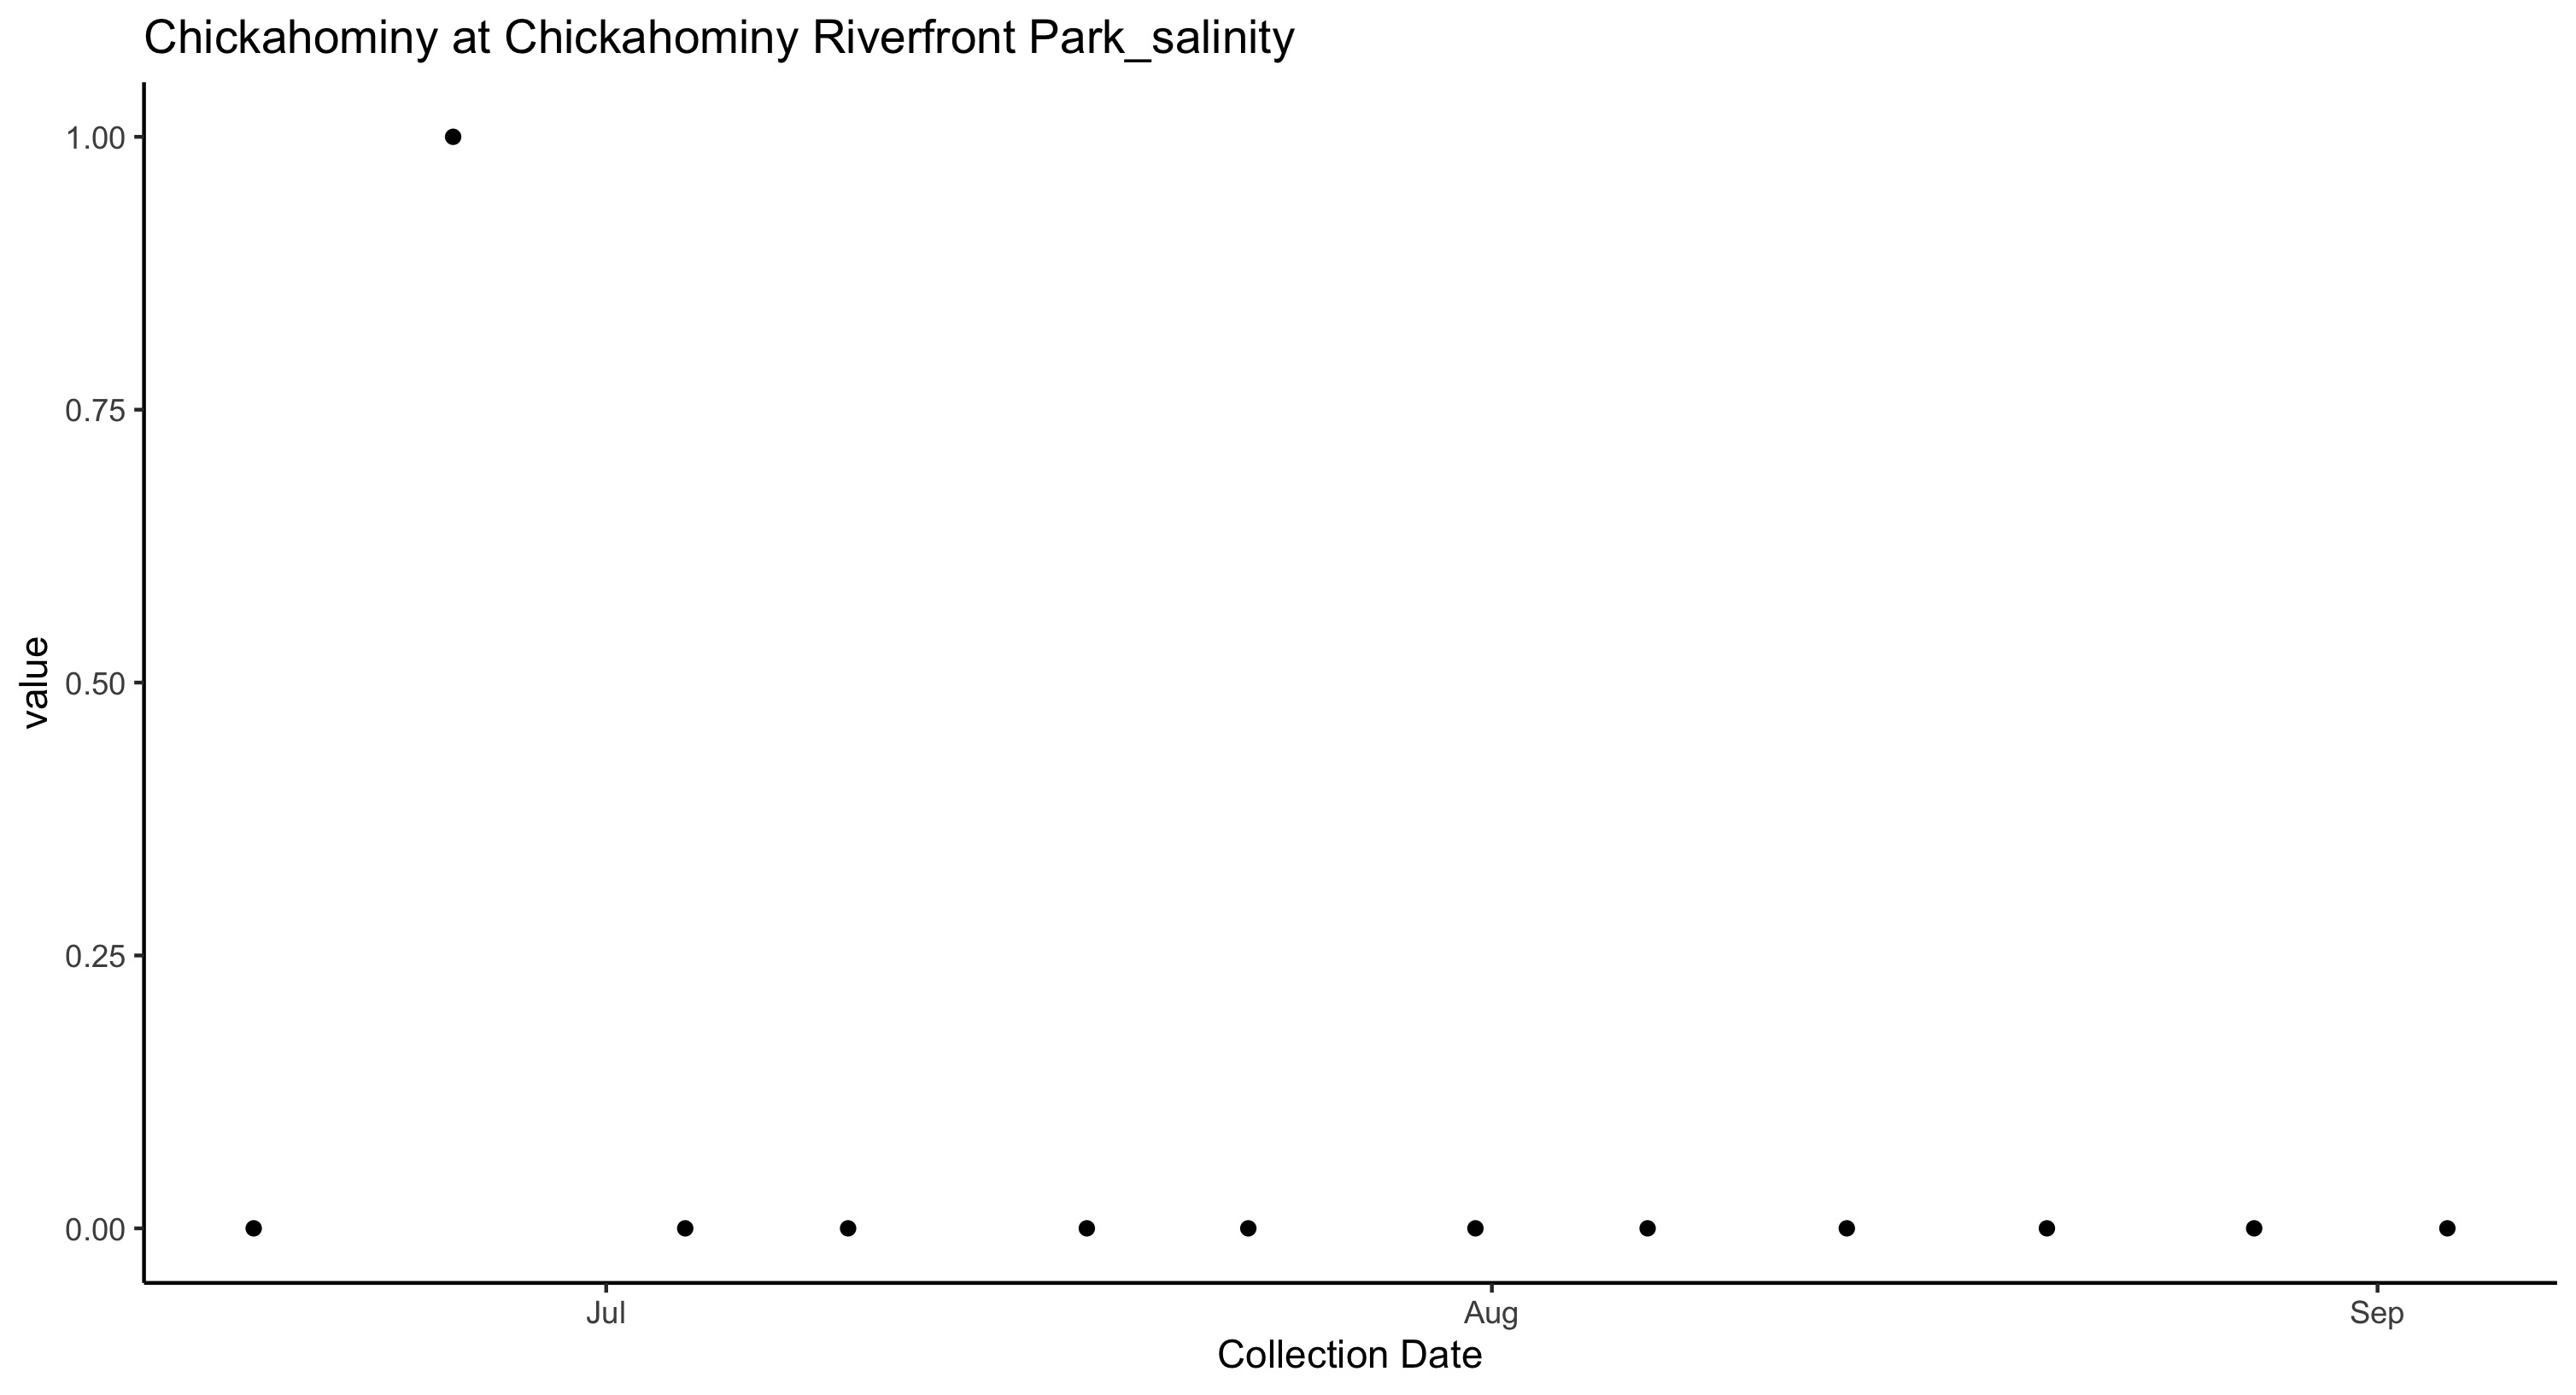 Chickahominy at Chickahominy Riverfront Park_salinity
1.00
0.75
0.50
0.25
0.00
value
Jul
Aug
Sep
Collection Date